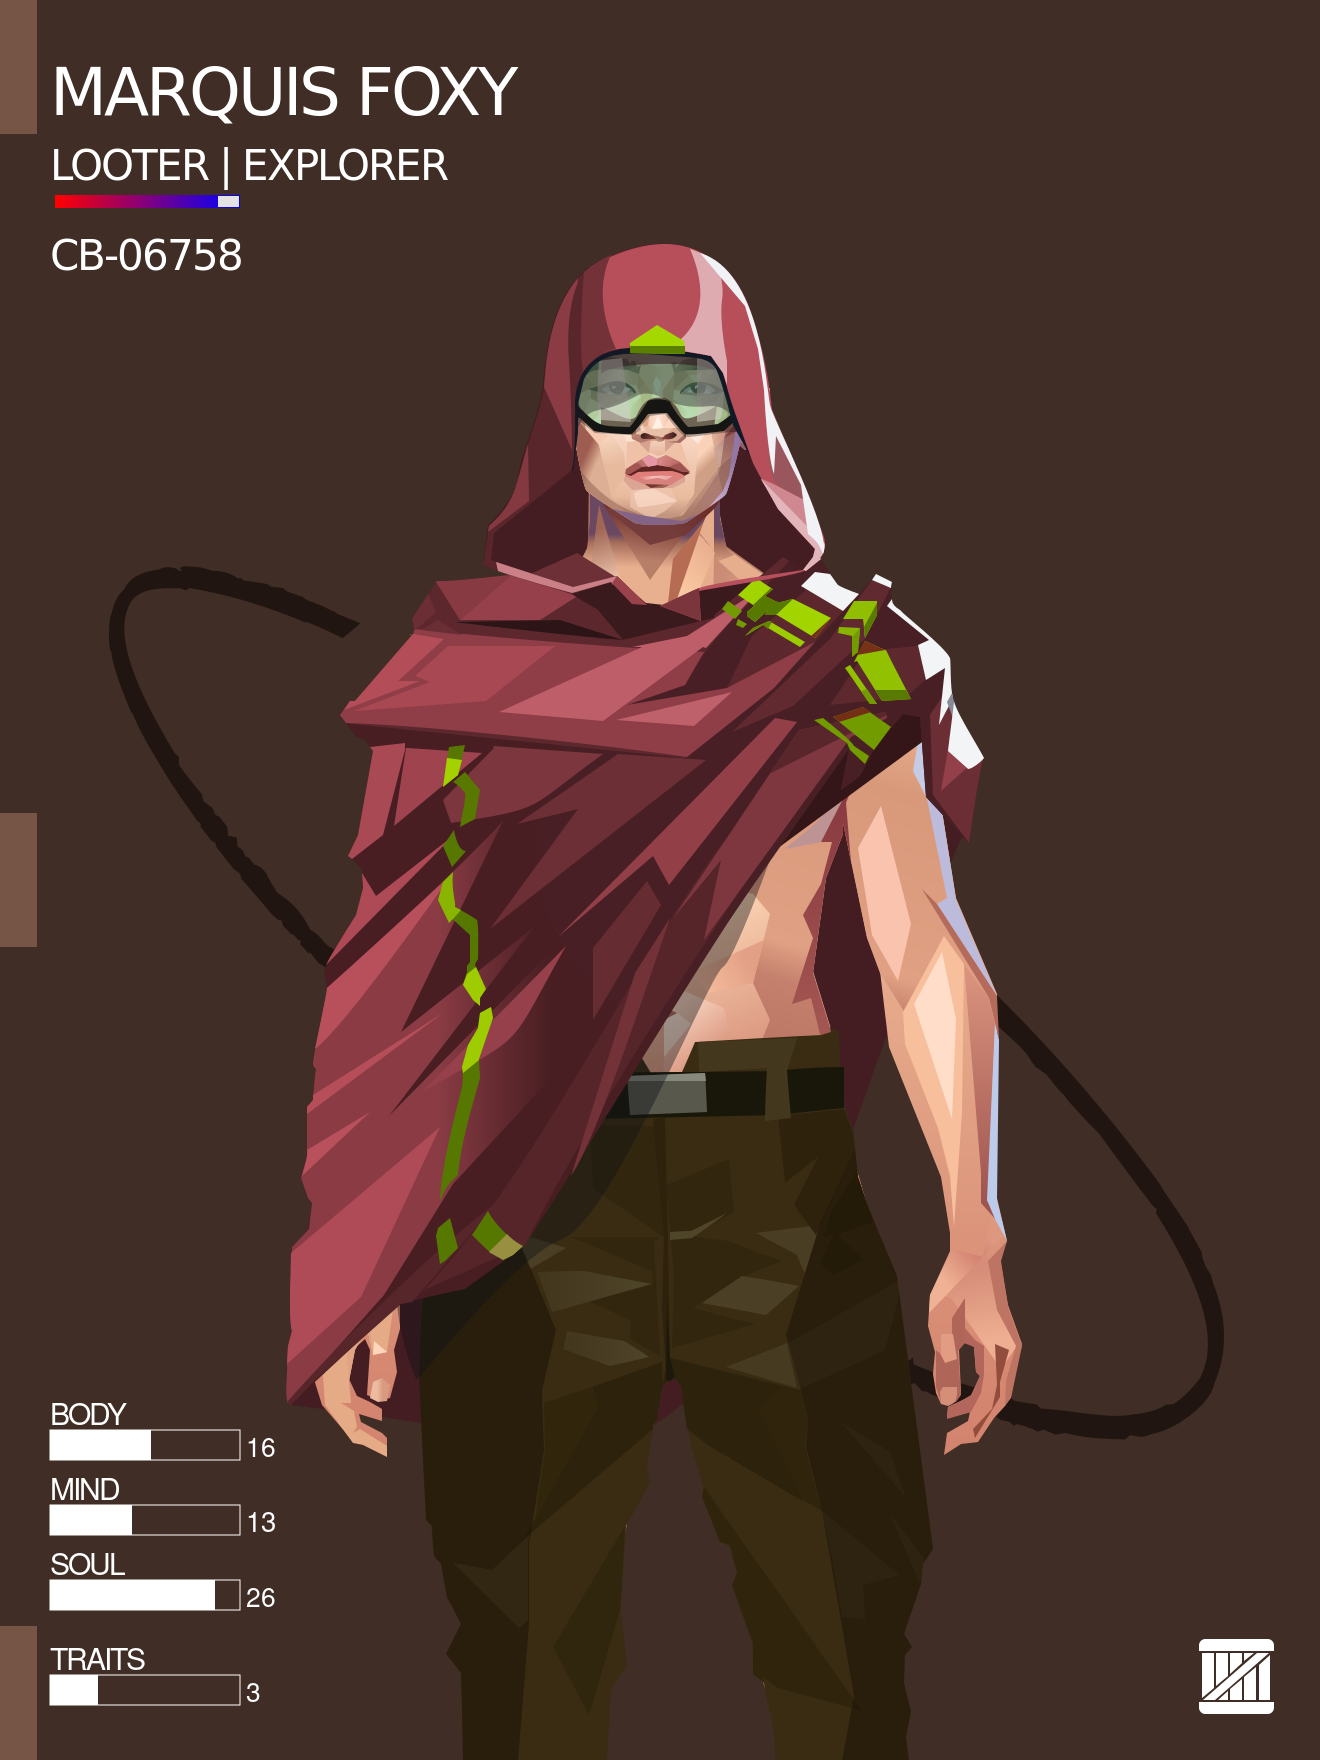 MARQUIS FOXY
LOOTER | EXPLORER
CB-06758
BODY
16
MIND
13
SOUL
26
TRAITS
3